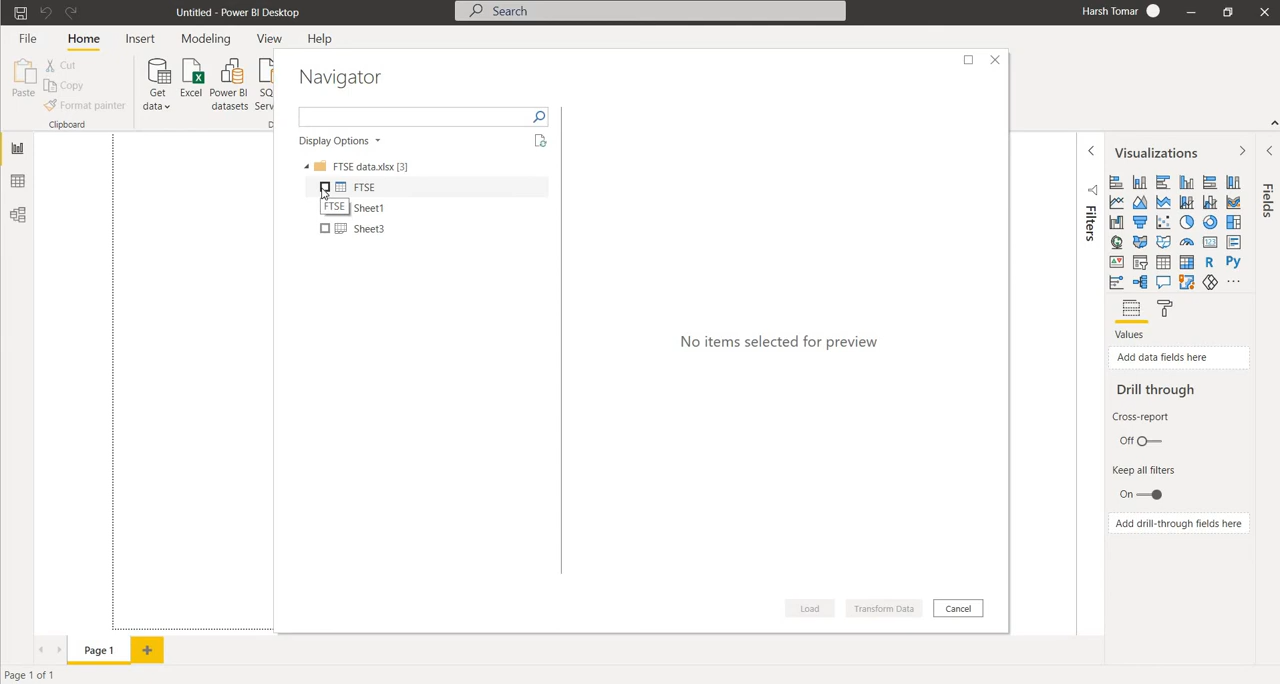 Untitled - Power BI Desktop
Search
Harsh Tomar
File
Home
Insert
Modeling
View
Help
Paste
Cut
Copy
Format painter
Clipboard
Get data
Excel
Power BI datasets
SQ
Serv
D
Navigator
Display Options
FTSE data.xlsx [3]
FTSE
FTSE
Sheet1
Sheet3
No items selected for preview
Load
Transform Data
Cancel
Filters
Visualizations
R
Py
123
Values
Add data fields here
Drill through
Cross-report
Off
Keep all filters
On
Add drill-through fields here
Fields
Page 1
Page 1 of 1